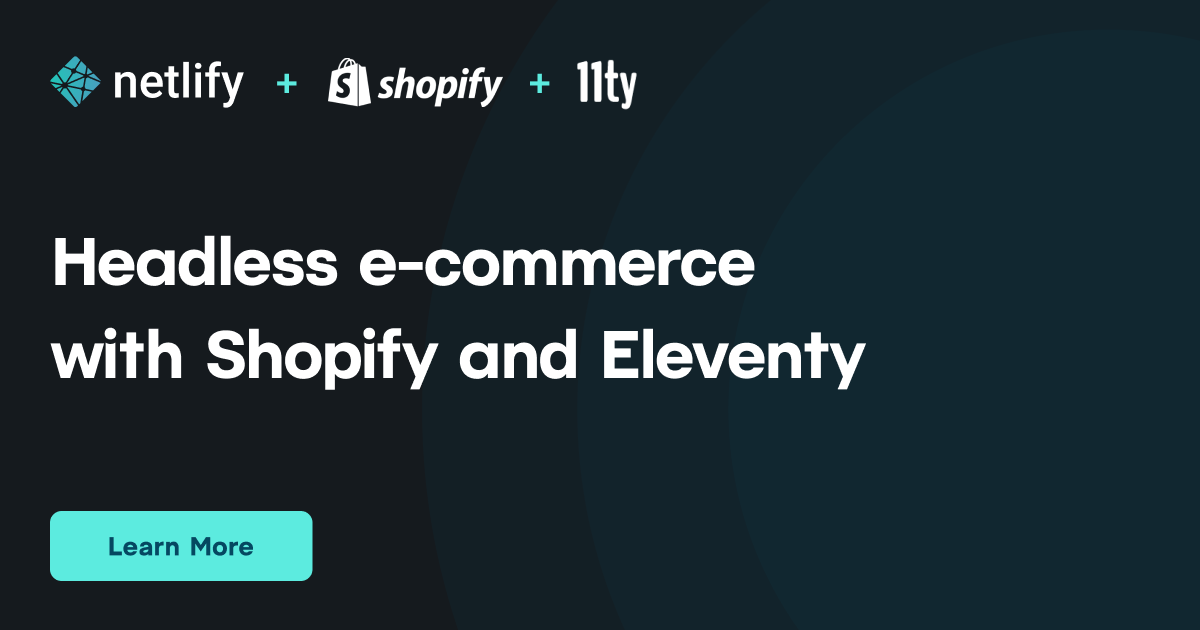 netlify + shopify + 11ty
Headless e-commerce
with Shopify and Eleventy
Learn More